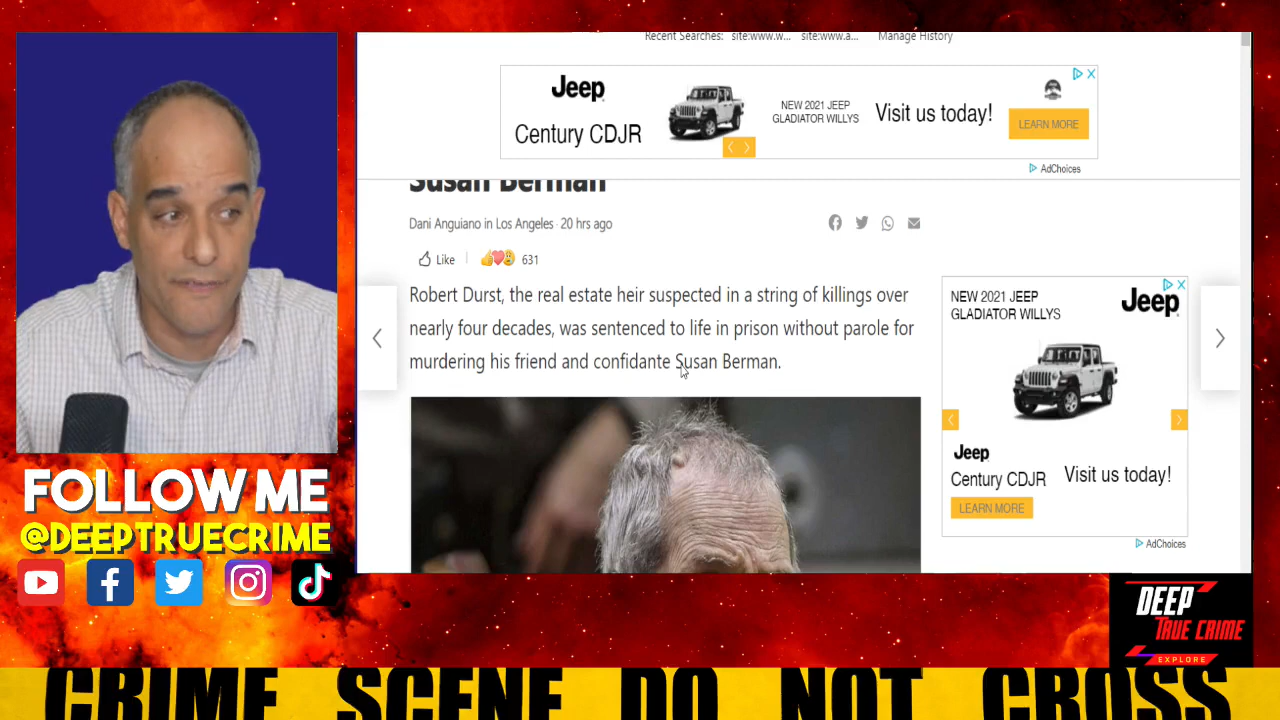 Recent Searches: site:www.w... site:www.a... Manage History
Jeep
Century CDJR
NEW 2021 JEEP
GLADIATOR WILLYS
Visit us today!
LEARN MORE
AdChoices
Susan Berman
Dani Anguiano in Los Angeles · 20 hrs ago
Like
631
Robert Durst, the real estate heir suspected in a string of killings over
nearly four decades, was sentenced to life in prison without parole for
murdering his friend and confidante Susan Berman.
NEW 2021 JEEP
GLADIATOR WILLYS
Jeep
Jeep
Century CDJR
Visit us today!
LEARN MORE
AdChoices
FOLLOW ME
@DEEPTRUECRIME
DEEP
TRUE CRIME
EXPLORE
CRIME SCENE DO NOT CROSS